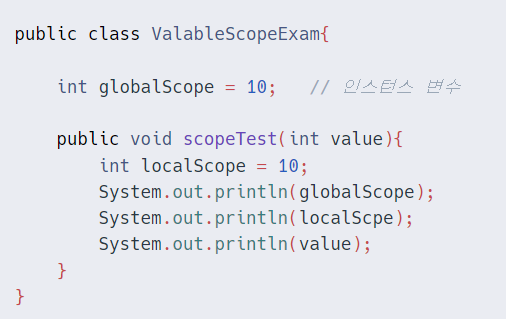 public class ValableScopeExam{
int globalScope = 10;   // 인스턴스 변수
public void scopeTest(int value){
int localScope = 10;
System.out.println(globalScope);
System.out.println(localScpe);
System.out.println(value);
}
}